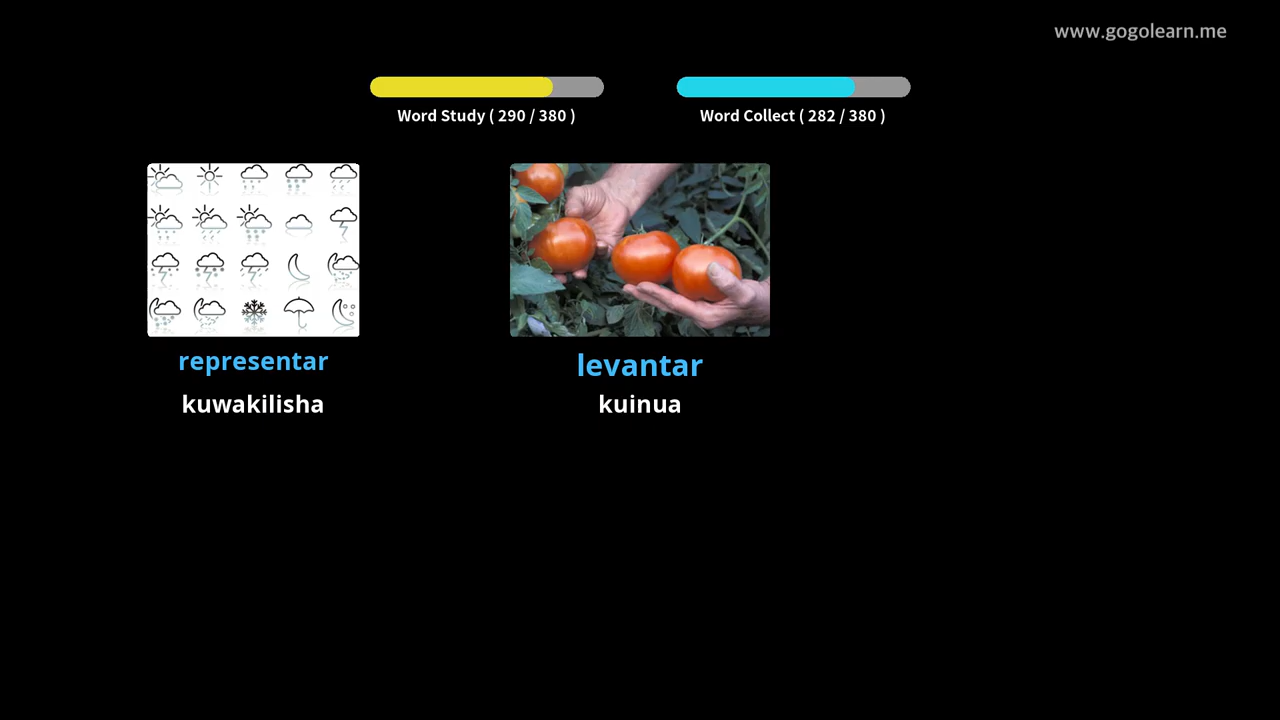 www.gogolearn.me
Word Study ( 290 / 380 )
Word Collect ( 282 / 380 )
representar
kuwakilisha
levantar
kuinua